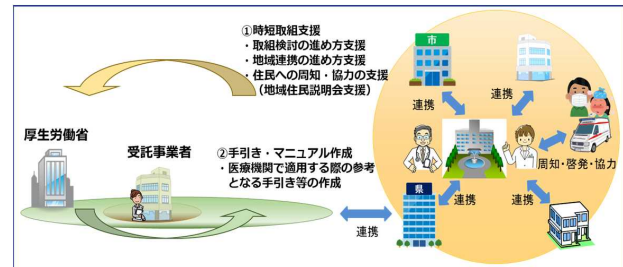 ①時短取組支援
・取組検討の進め方支援
・地域連携の進め方支援
・住民への周知・協力の支援
（地域住民説明会支援）
市
連携
連携
厚生労働省
受託事業者
②手引き・マニュアル作成
・医療機関で適用する際の参考
となる手引き等の作成
周知・啓発・協力
県
連携
連携
連携